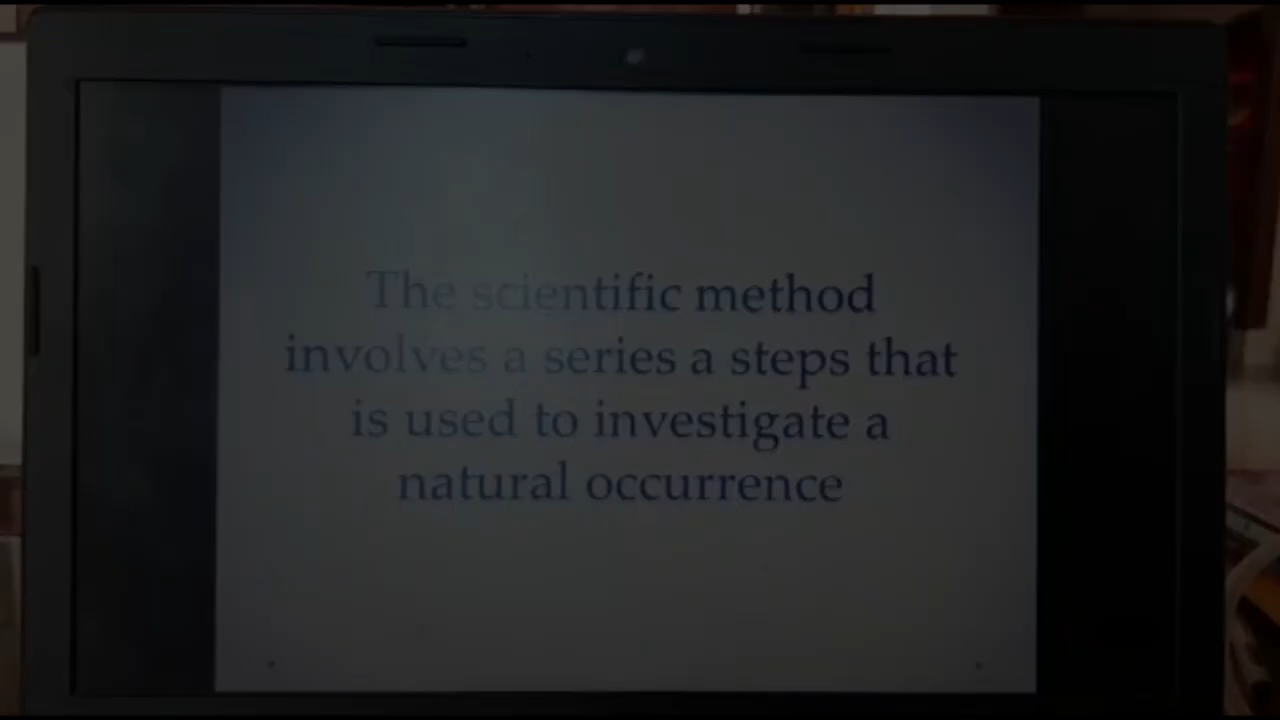 The scientific method
involves a series a steps that
is used to investigate a
natural occurrence